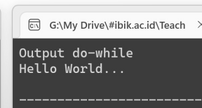 G:\My Drive\#ibik.ac.id\Teach
Output do-while
Hello World...
--------------------------